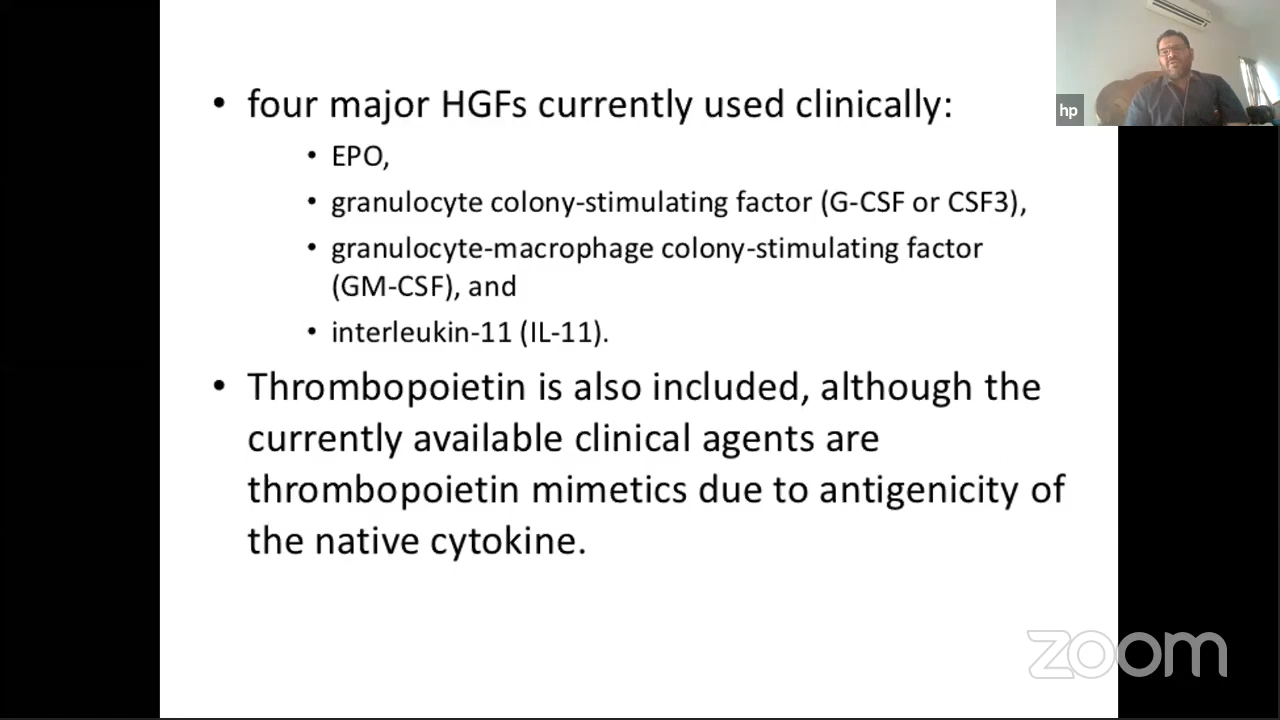 • four major HGFs currently used clinically:
hp
• EPO,
• granulocyte colony-stimulating factor (G-CSF or CSF3),
• granulocyte-macrophage colony-stimulating factor
(GM-CSF), and
• interleukin-11 (IL-11).
• Thrombopoietin is also included, although the
currently available clinical agents are
thrombopoietin mimetics due to antigenicity of
the native cytokine.
zoom